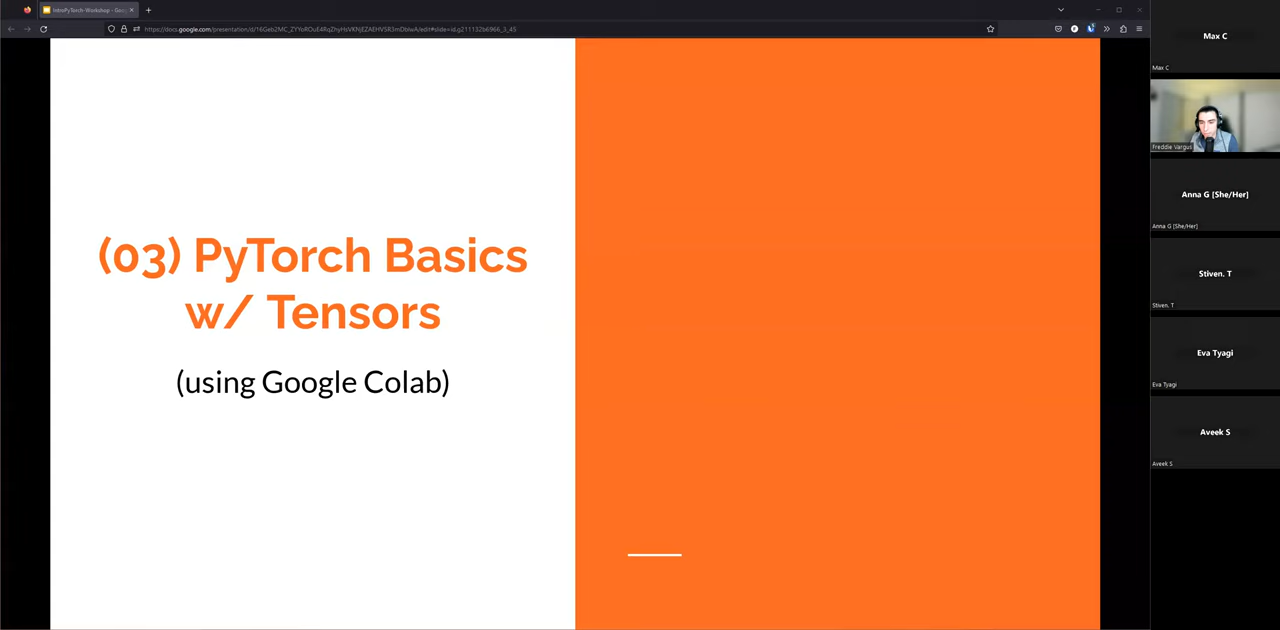 IntroPyTorch-Workshop - Goog
(03) PyTorch Basics
w/ Tensors
(using Google Colab)
Max C
Max C
Freddie Vargus
Anna G [She/Her]
Anna G [She/Her]
Stiven. T
Stiven. T
Eva Tyagi
Eva Tyagi
Aveek S
Aveek S